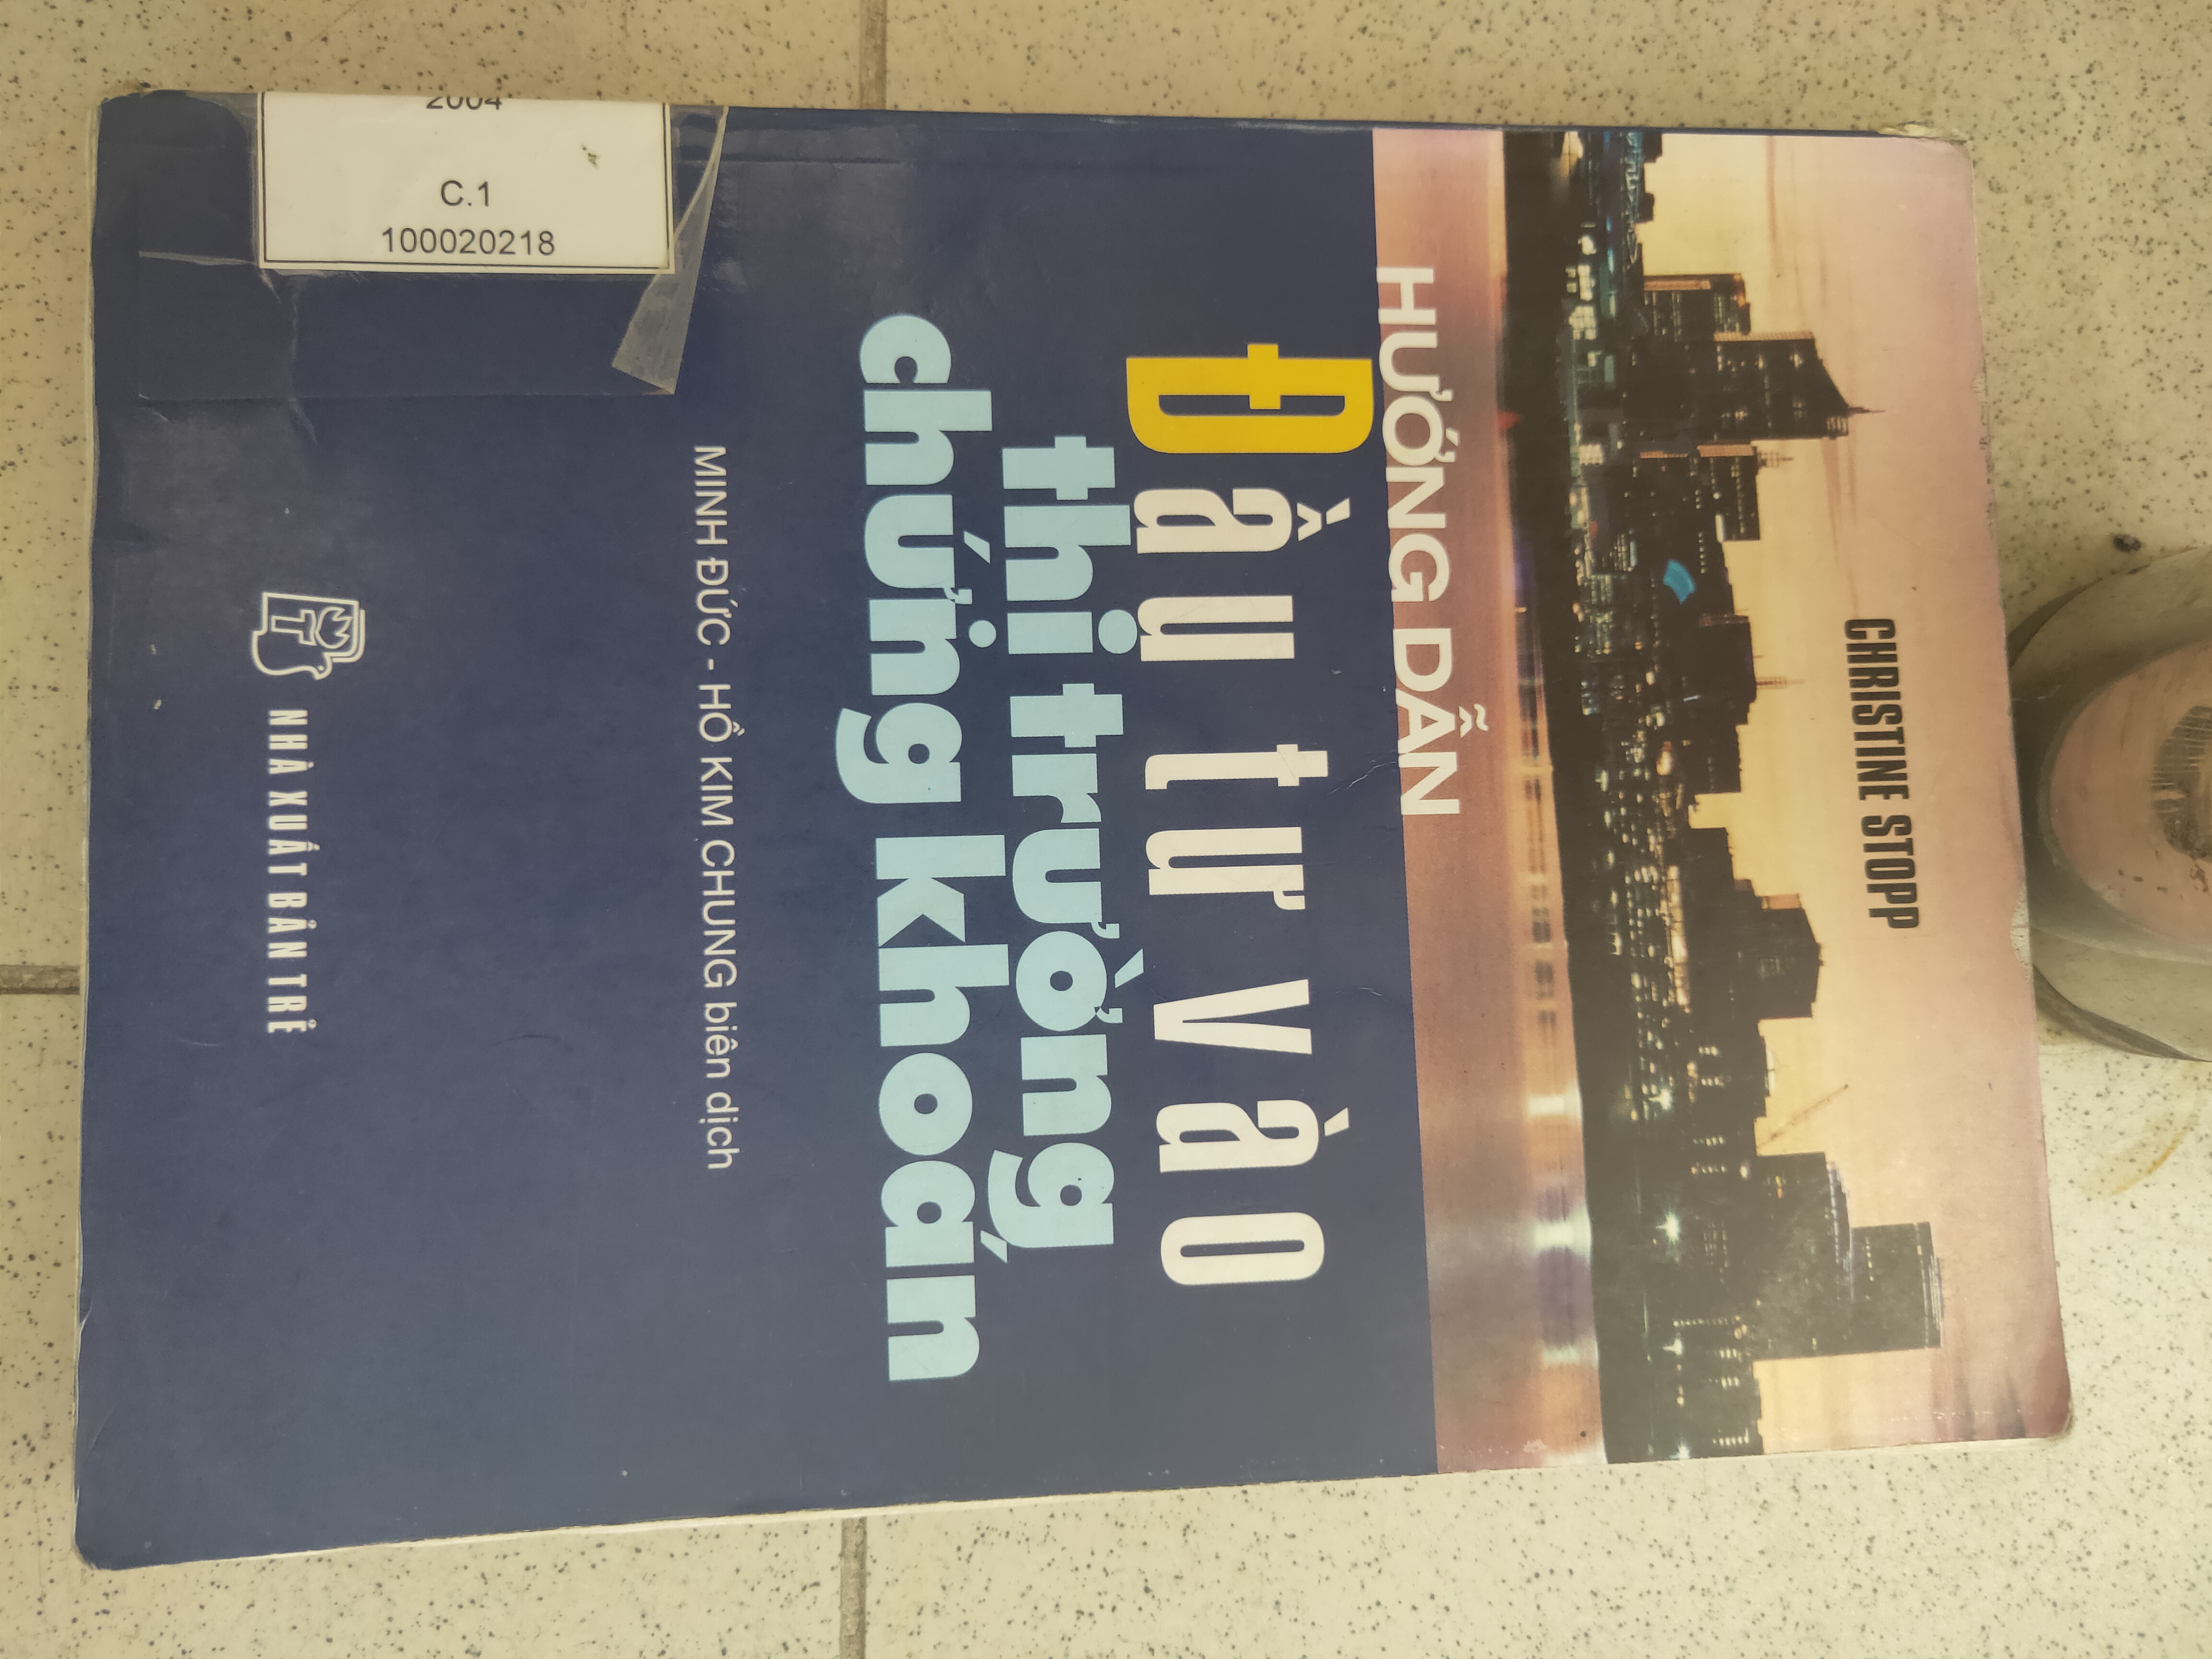 CHRISTINE STOPP
HƯỚNG DẪN
Đầu tư vào
thị trường
chứng khoán
MINH ĐỨC - HỒ KIM CHUNG biên dịch
2004
C.1
100020218
T
NHÀ XUẤT BẢN TRẺ